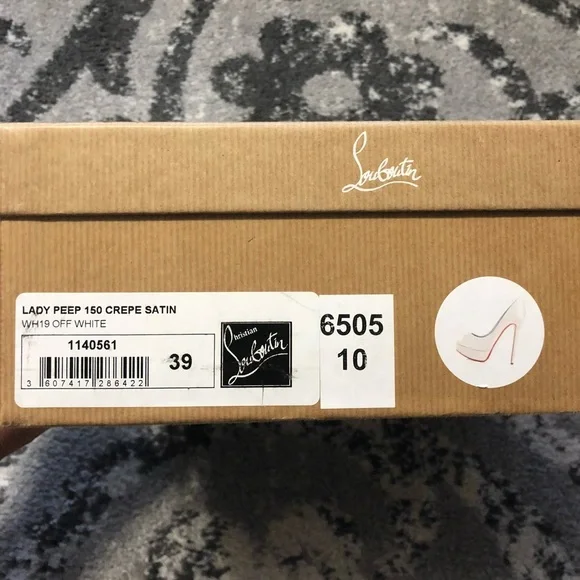 Louboutin
LADY PEEP 150 CREPE SATIN
WH19 OFF WHITE
1140561
39
3 607417 286422
Christian
Louboutin
6505
10